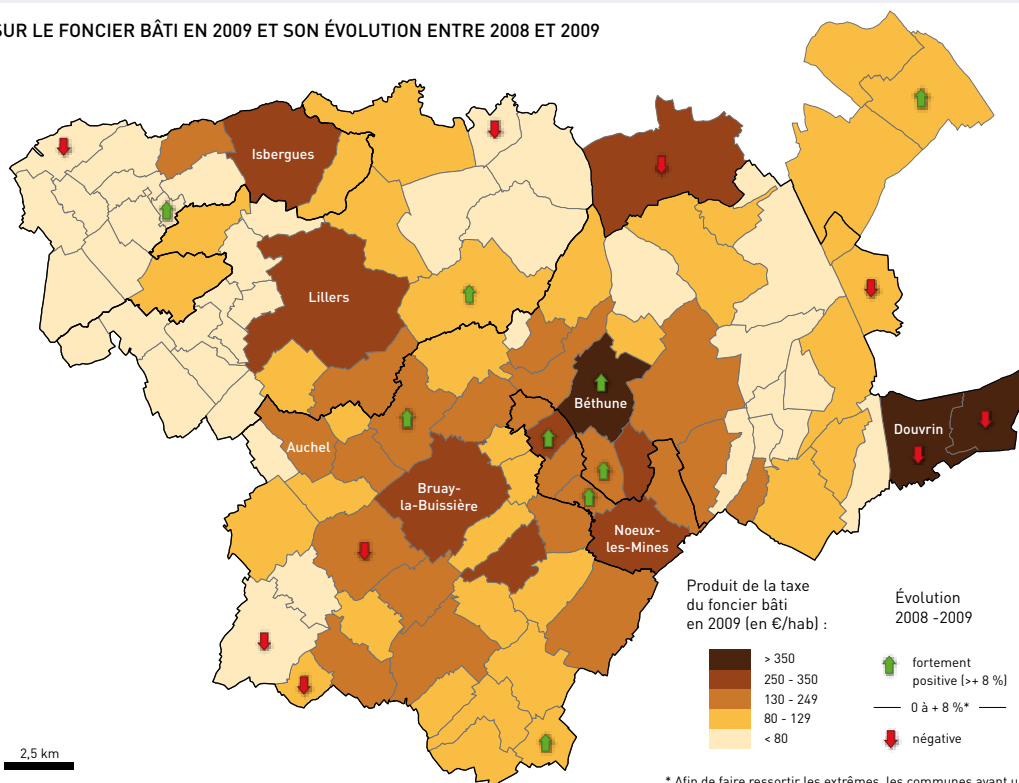 SUR LE FONCIER BÂTI EN 2009 ET SON ÉVOLUTION ENTRE 2008 ET 2009
Isbergues
Lillers
Béthune
Auchel
Douvrin
Bruay-
la-Buissière
Noeux-
les-Mines
Produit de la taxe
du foncier bâti
en 2009 (en €/hab) :
> 350
250 - 350
130 - 249
80 - 129
< 80
Évolution
2008 -2009
fortement
positive (>+ 8 %)
0 à + 8 %*
négative
2,5 km
* Afin de faire ressortir les extrêmes, les communes ayant